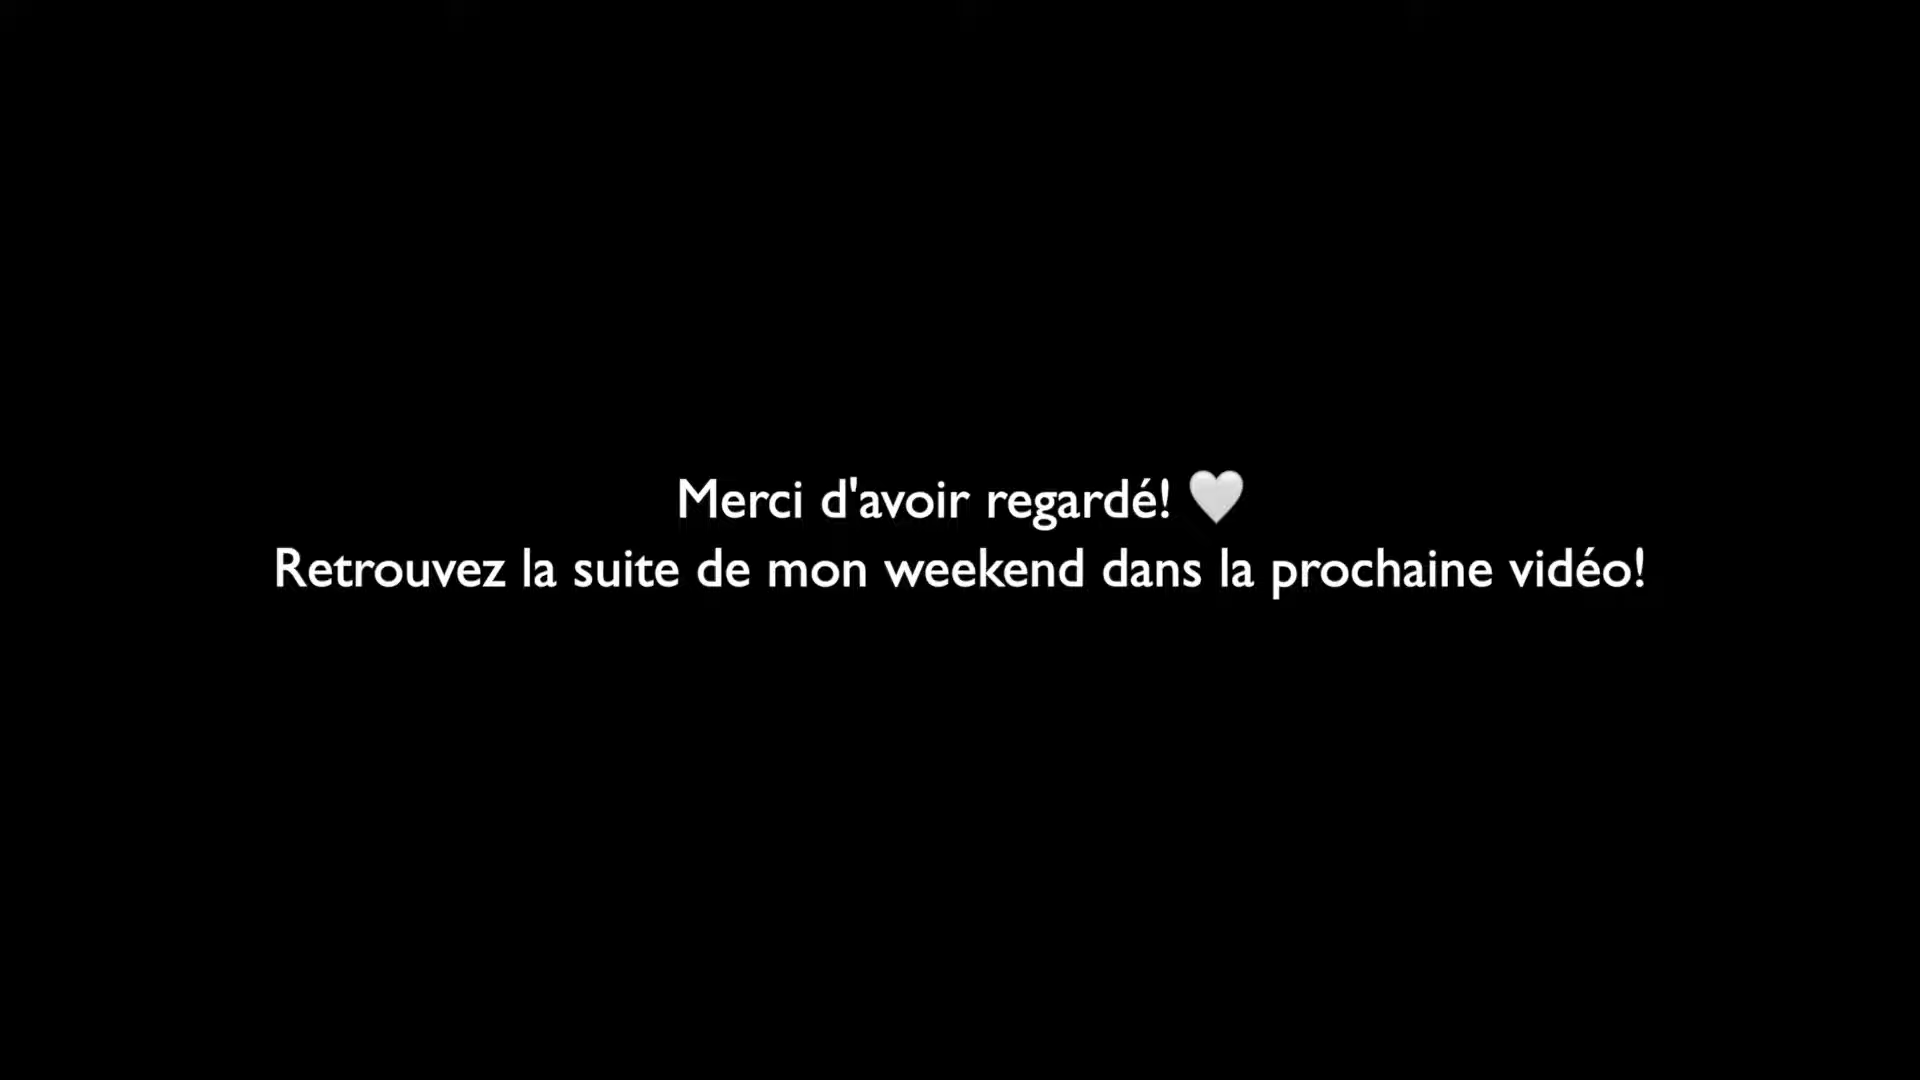 Merci d'avoir regardé! 🤍
Retrouvez la suite de mon weekend dans la prochaine vidéo!